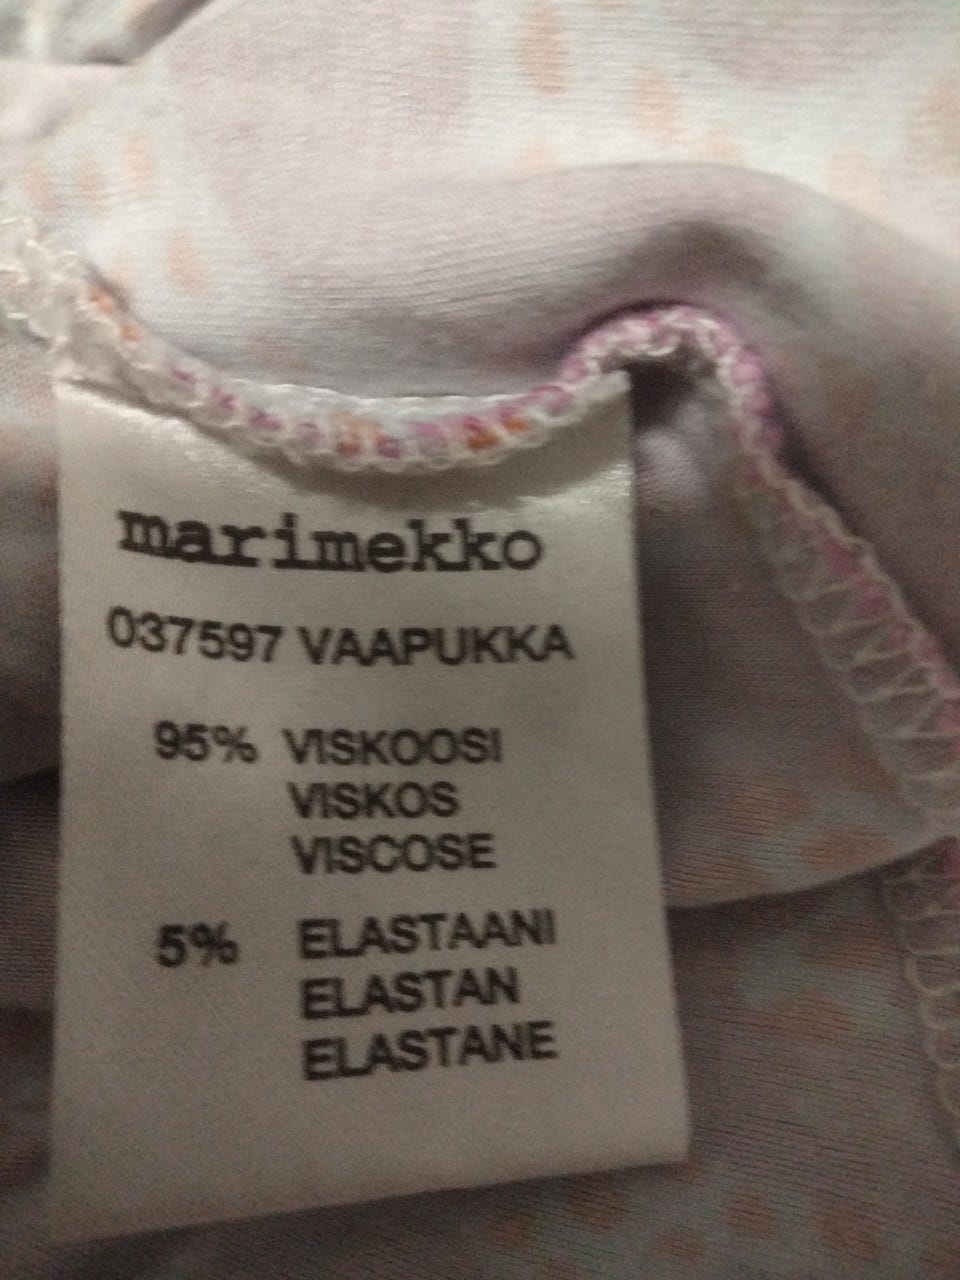 marimekko
037597 VAAPUKKA
95% VISKOOSI
VISKOS
VISCOSE
5% ELASTAANI
ELASTAN
ELASTANE